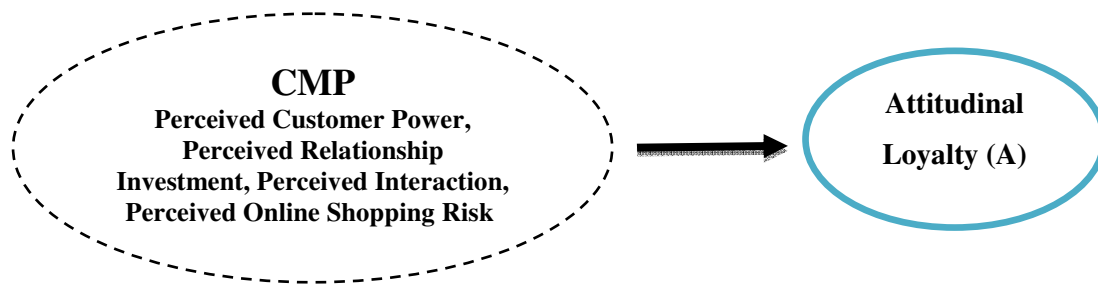 CMP
Perceived Customer Power,
Perceived Relationship
Investment, Perceived Interaction,
Perceived Online Shopping Risk
Attitudinal
Loyalty (A)